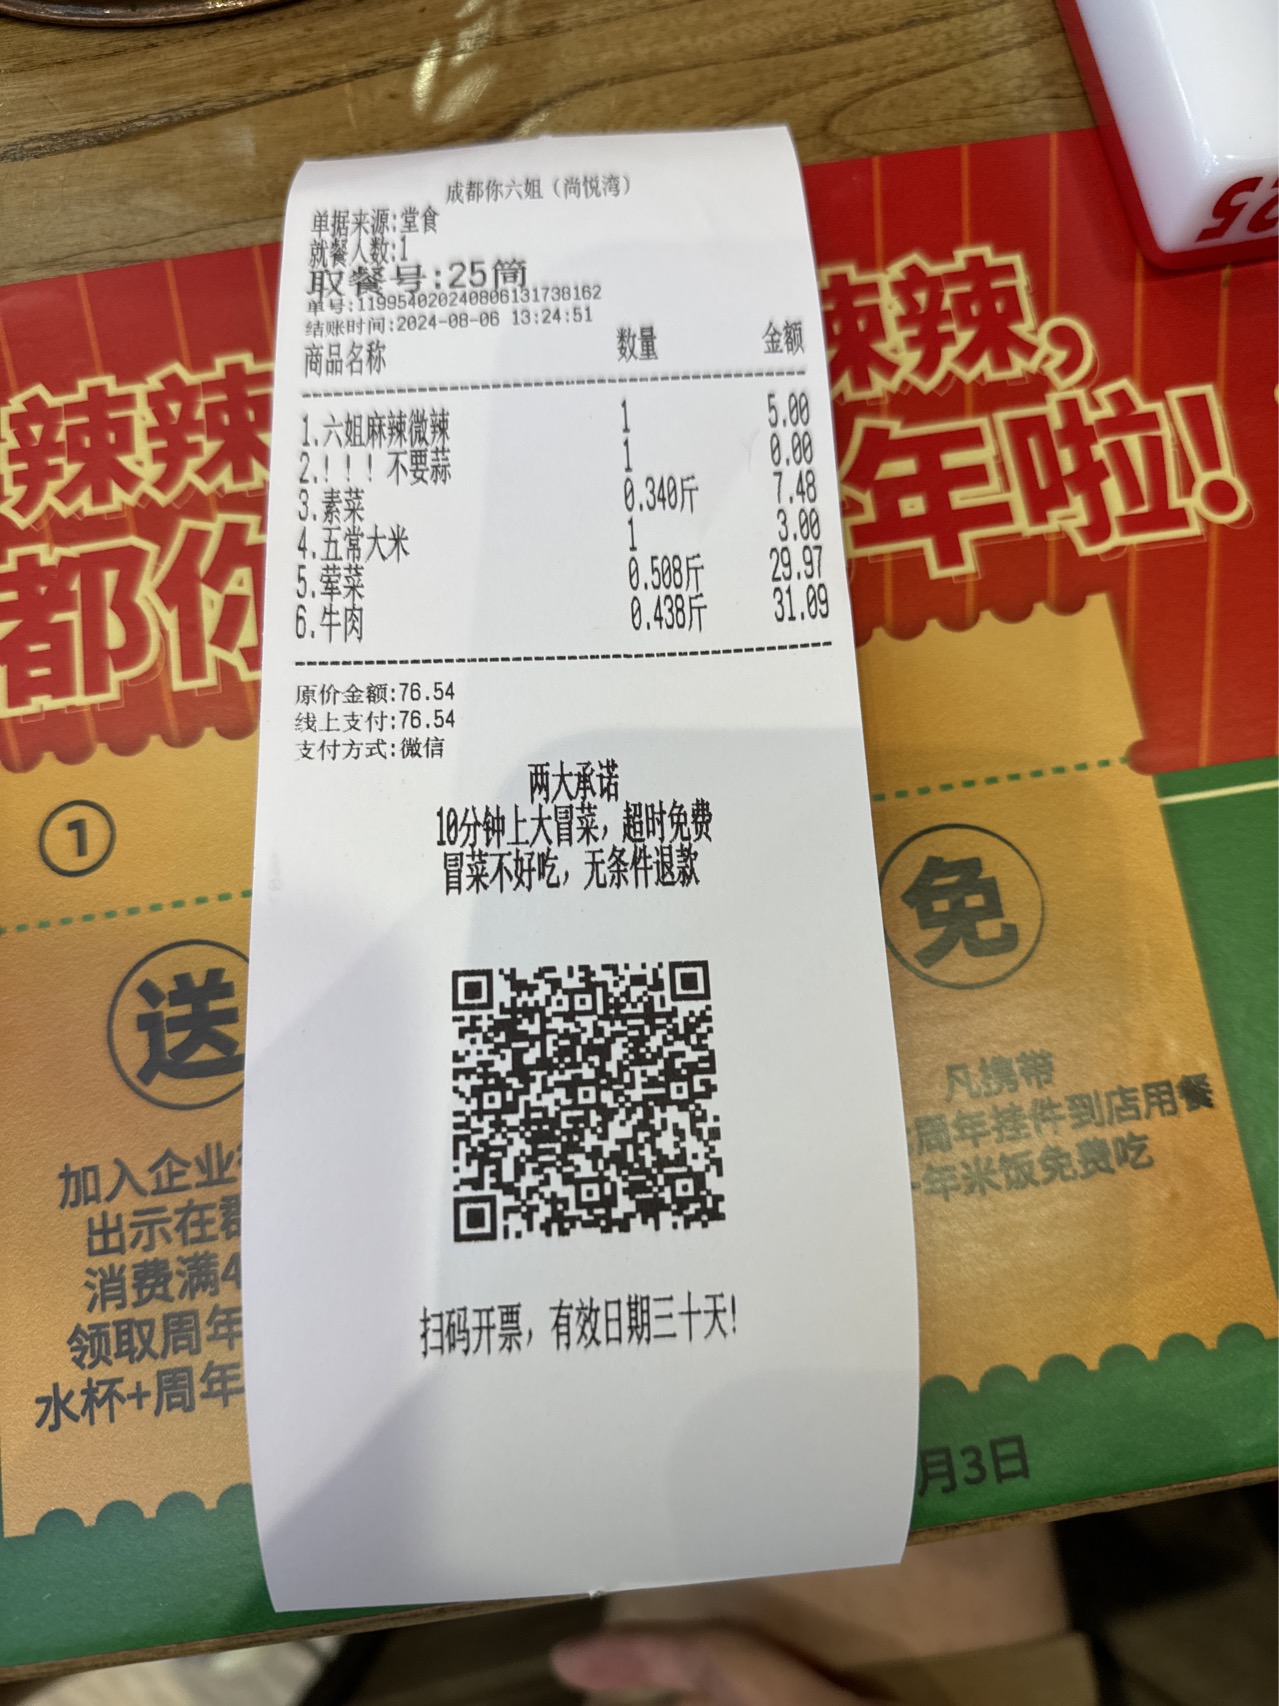 成都你六姐（尚悦湾）
单据来源:堂食
就餐人数:1
取餐号:25筒
单号:119954020240806131738162
结账时间:2024-08-06 13:24:51
商品名称 数量 金额
1.六姐麻辣微辣 1 5.00
2.！！！不要蒜 1 0.00
3.素菜 0.340斤 7.48
4.五常大米 1 3.00
5.荤菜 0.508斤 29.97
6.牛肉 0.438斤 31.09
原价金额:76.54
线上支付:76.54
支付方式:微信
两大承诺
10分钟上大冒菜，超时免费
冒菜不好吃，无条件退款
扫码开票，有效日期三十天!
辣辣
都你
辣辣，
年啦!
①
送
加入企业
出示在群
消费满4
领取周年
水杯+周年
免
凡携带
周年挂件到店用餐
年米饭免费吃
月3日
25